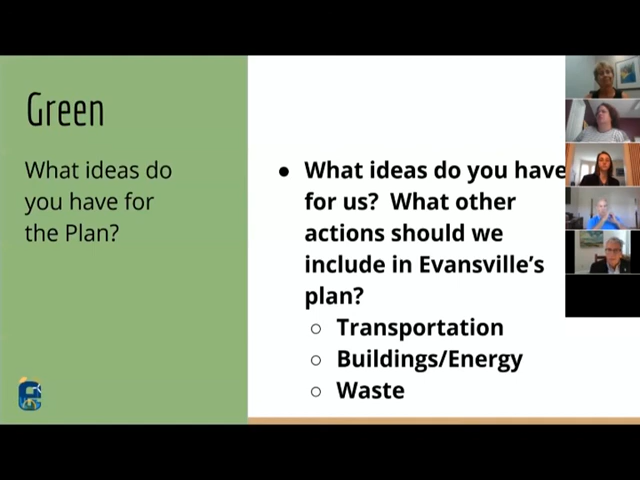 Green
What ideas do
you have for
the Plan?
● What ideas do you have
for us? What other
actions should we
include in Evansville's
plan?
○ Transportation
○ Buildings/Energy
○ Waste